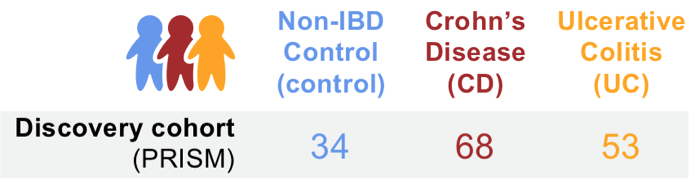 Non-IBD Control (control)
Crohn’s Disease (CD)
Ulcerative Colitis (UC)
Discovery cohort (PRISM)
34
68
53